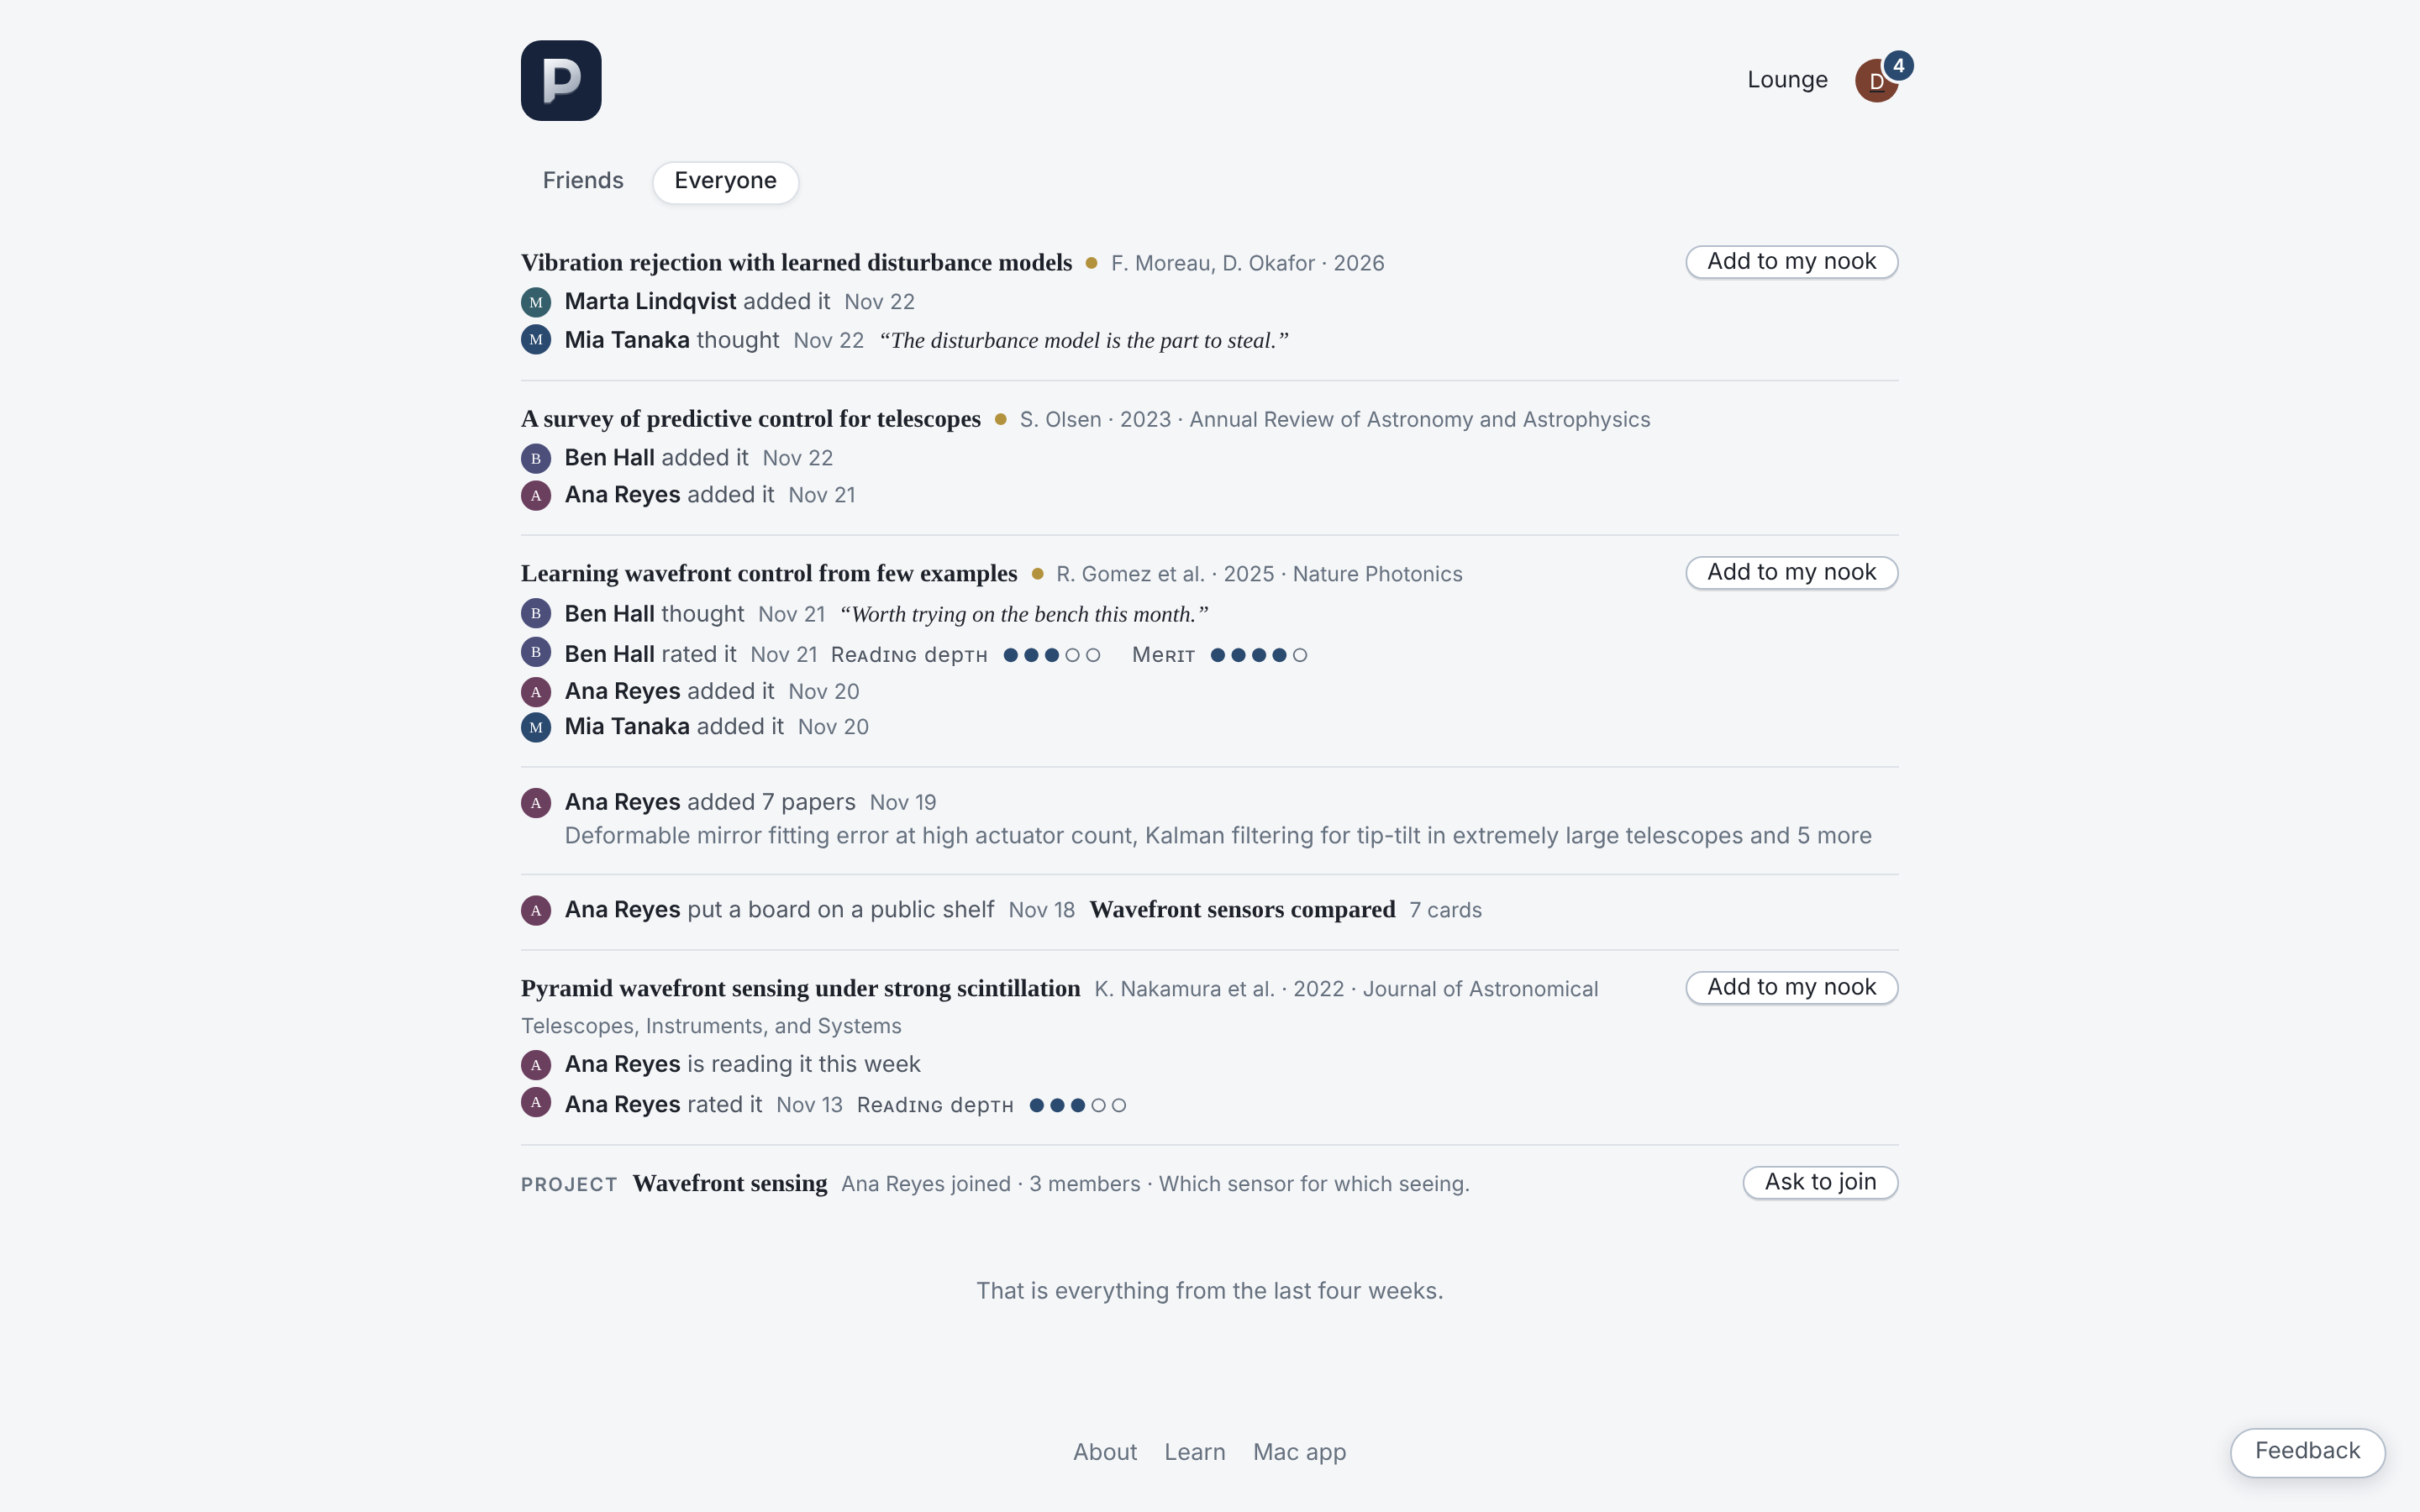 P
Lounge D 4
Friends Everyone
Vibration rejection with learned disturbance models F. Moreau, D. Okafor · 2026 Add to my nook
M Marta Lindqvist added it Nov 22
M Mia Tanaka thought Nov 22 “The disturbance model is the part to steal.”
A survey of predictive control for telescopes S. Olsen · 2023 · Annual Review of Astronomy and Astrophysics
B Ben Hall added it Nov 22
A Ana Reyes added it Nov 21
Learning wavefront control from few examples R. Gomez et al. · 2025 · Nature Photonics Add to my nook
B Ben Hall thought Nov 21 “Worth trying on the bench this month.”
B Ben Hall rated it Nov 21 Reading depth Merit
A Ana Reyes added it Nov 20
M Mia Tanaka added it Nov 20
A Ana Reyes added 7 papers Nov 19
Deformable mirror fitting error at high actuator count, Kalman filtering for tip-tilt in extremely large telescopes and 5 more
A Ana Reyes put a board on a public shelf Nov 18 Wavefront sensors compared 7 cards
Pyramid wavefront sensing under strong scintillation K. Nakamura et al. · 2022 · Journal of Astronomical Add to my nook
Telescopes, Instruments, and Systems
A Ana Reyes is reading it this week
A Ana Reyes rated it Nov 13 Reading depth
PROJECT Wavefront sensing Ana Reyes joined · 3 members · Which sensor for which seeing. Ask to join
That is everything from the last four weeks.
About Learn Mac app
Feedback